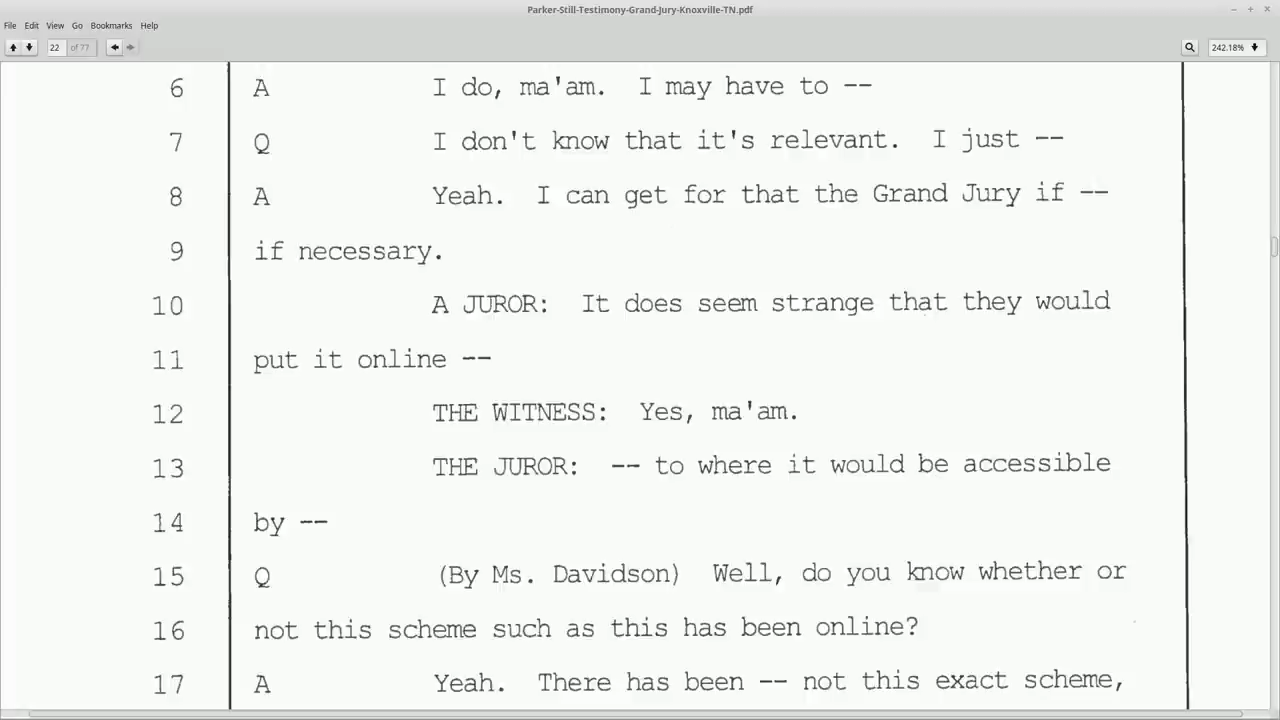 Parker-Still-Testimony-Grand-Jury-Knoxville-TN.pdf
File Edit View Go Bookmarks Help
22 of 77 242.18%
6 A I do, ma'am. I may have to --
7 Q I don't know that it's relevant. I just --
8 A Yeah. I can get for that the Grand Jury if --
9 if necessary.
10 A JUROR: It does seem strange that they would
11 put it online --
12 THE WITNESS: Yes, ma'am.
13 THE JUROR: -- to where it would be accessible
14 by --
15 Q (By Ms. Davidson) Well, do you know whether or
16 not this scheme such as this has been online?
17 A Yeah. There has been -- not this exact scheme,